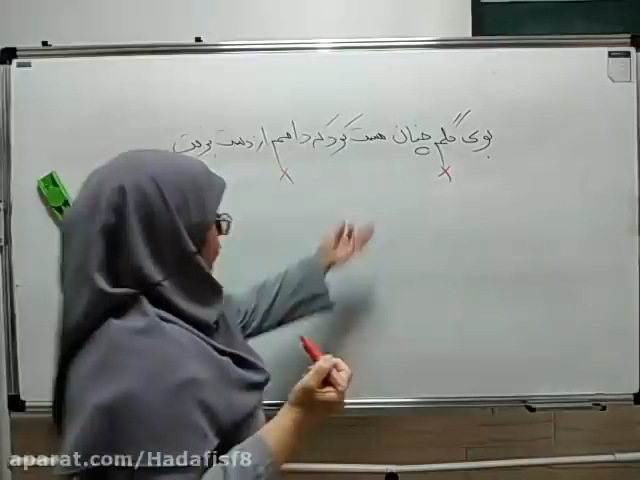 بوی گلم چنان مست کرد که دامنم از دست برفت
x x
aparat.com/Hadafisf8